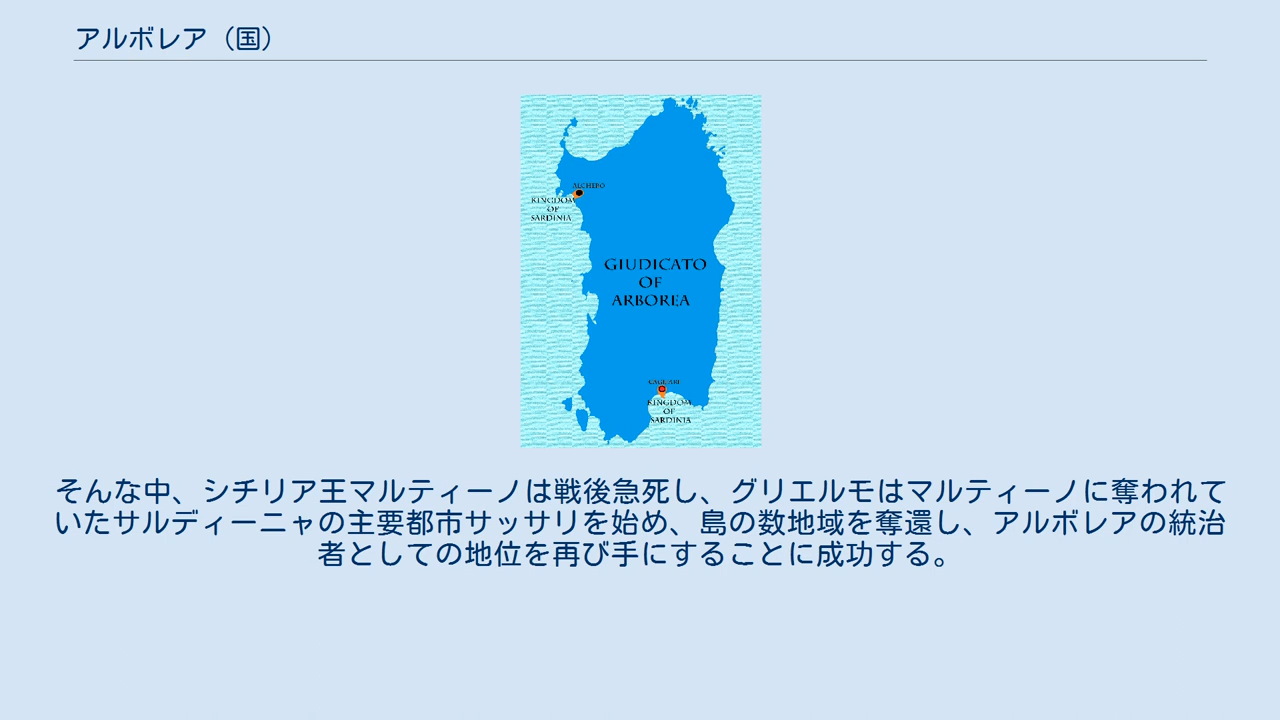 アルボレア（国）
ALGHERO
KINGDOM
OF
SARDINIA
GIUDICATO
OF
ARBOREA
CAGLIARI
KINGDOM
OF
SARDINIA
そんな中、シチリア王マルティーノは戦後急死し、グリエルモはマルティーノに奪われて
いたサルディーニャの主要都市サッサリを始め、島の数地域を奪還し、アルボレアの統治
者としての地位を再び手にすることに成功する。